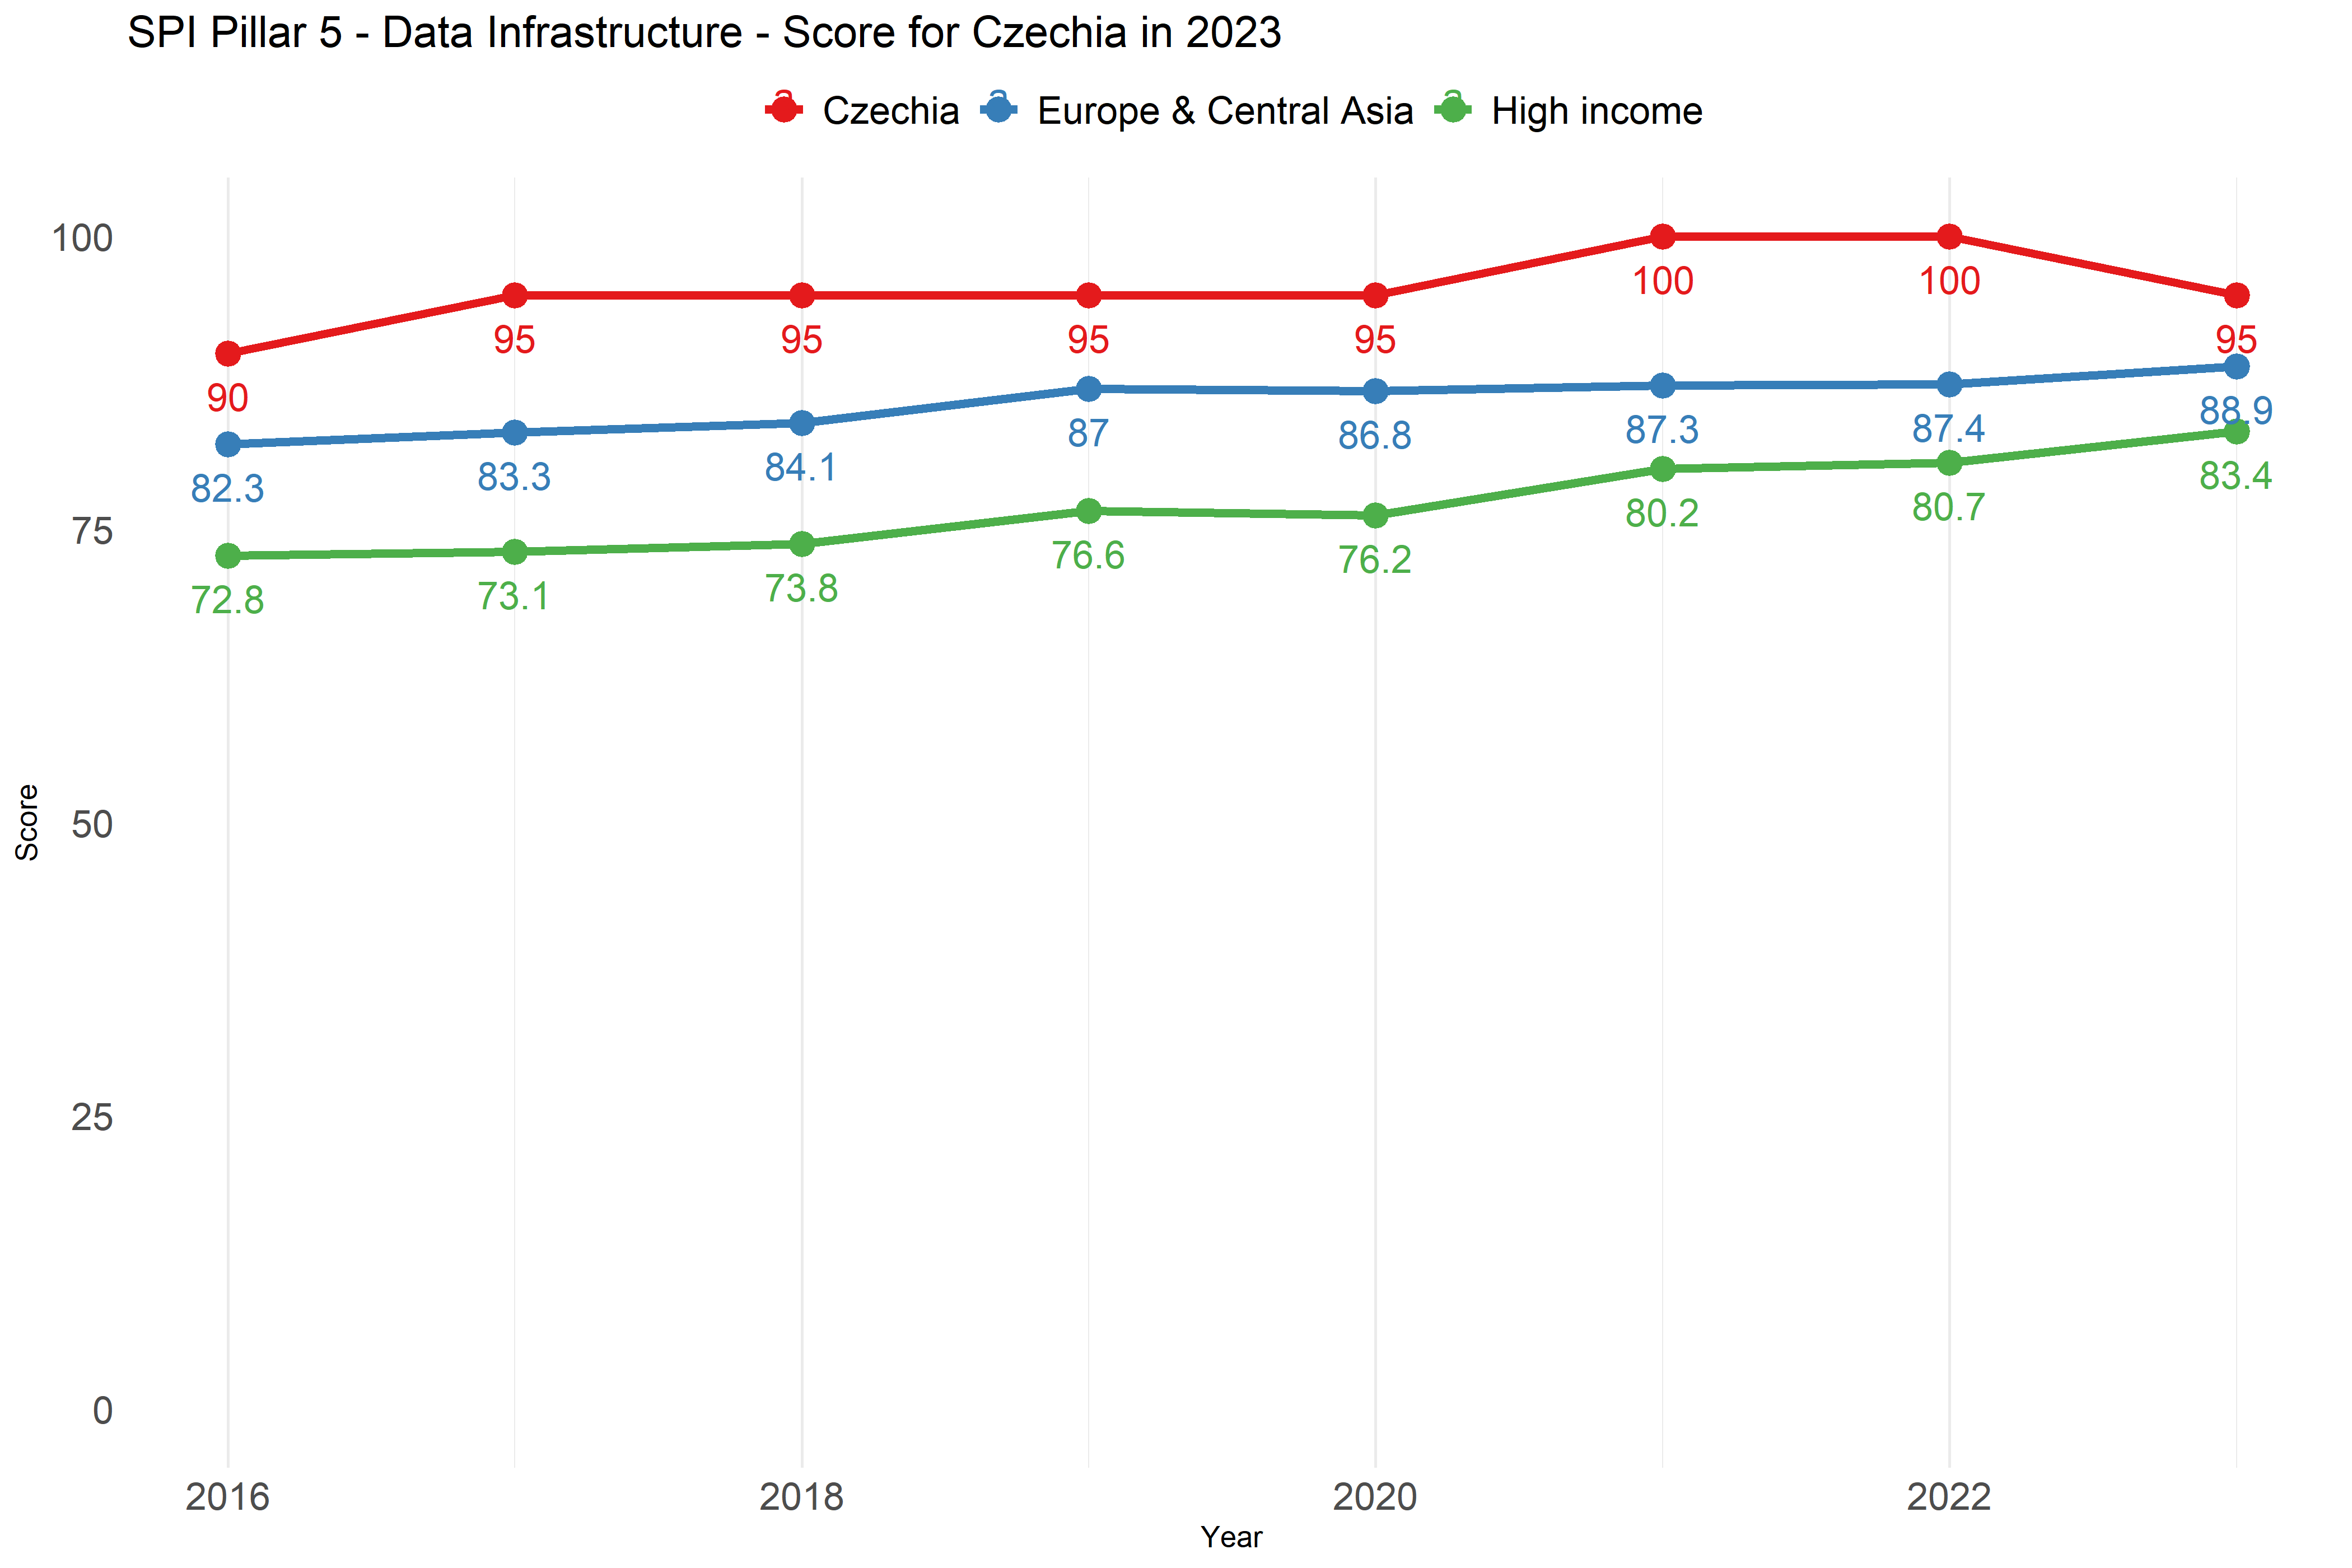 SPI Pillar 5 - Data Infrastructure - Score for Czechia in 2023
Czechia Europe & Central Asia High income
100
75
50
25
0
Score
90 95 95 95 95 100 100 95
82.3 83.3 84.1 87 86.8 87.3 87.4 88.9
72.8 73.1 73.8 76.6 76.2 80.2 80.7 83.4
2016 2018 2020 2022
Year